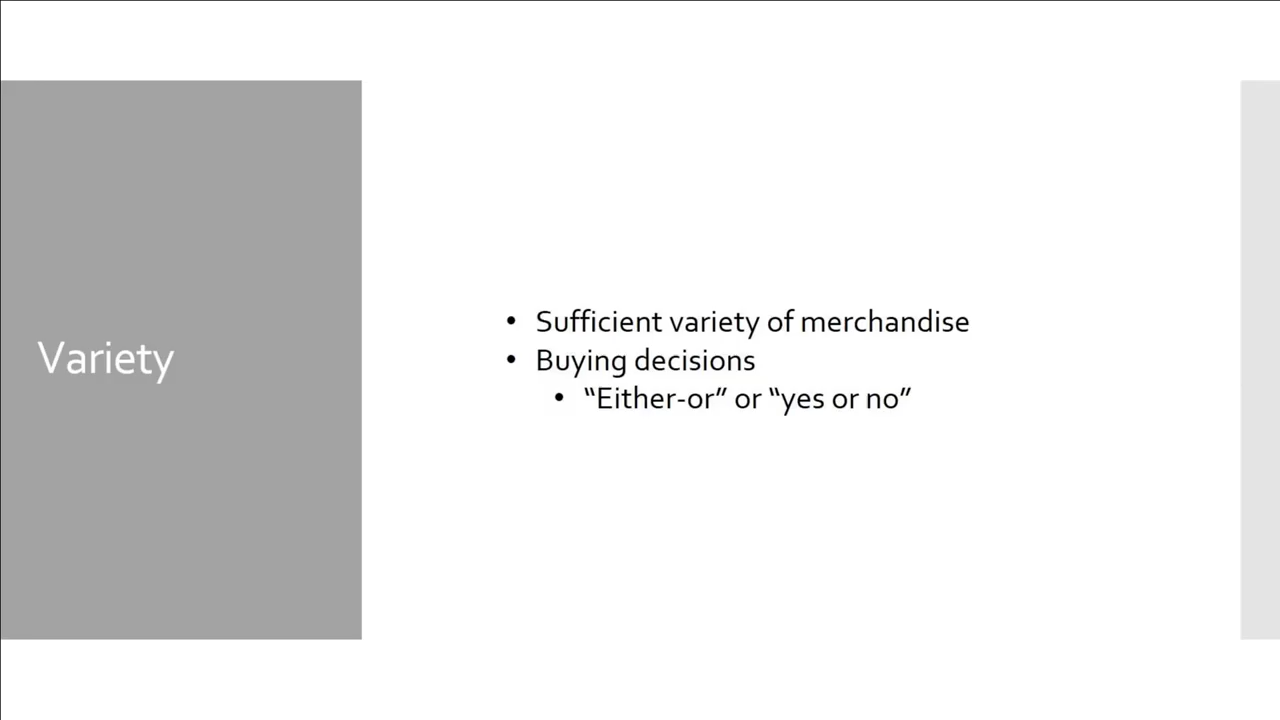 Variety
• Sufficient variety of merchandise
• Buying decisions
• “Either-or” or “yes or no”